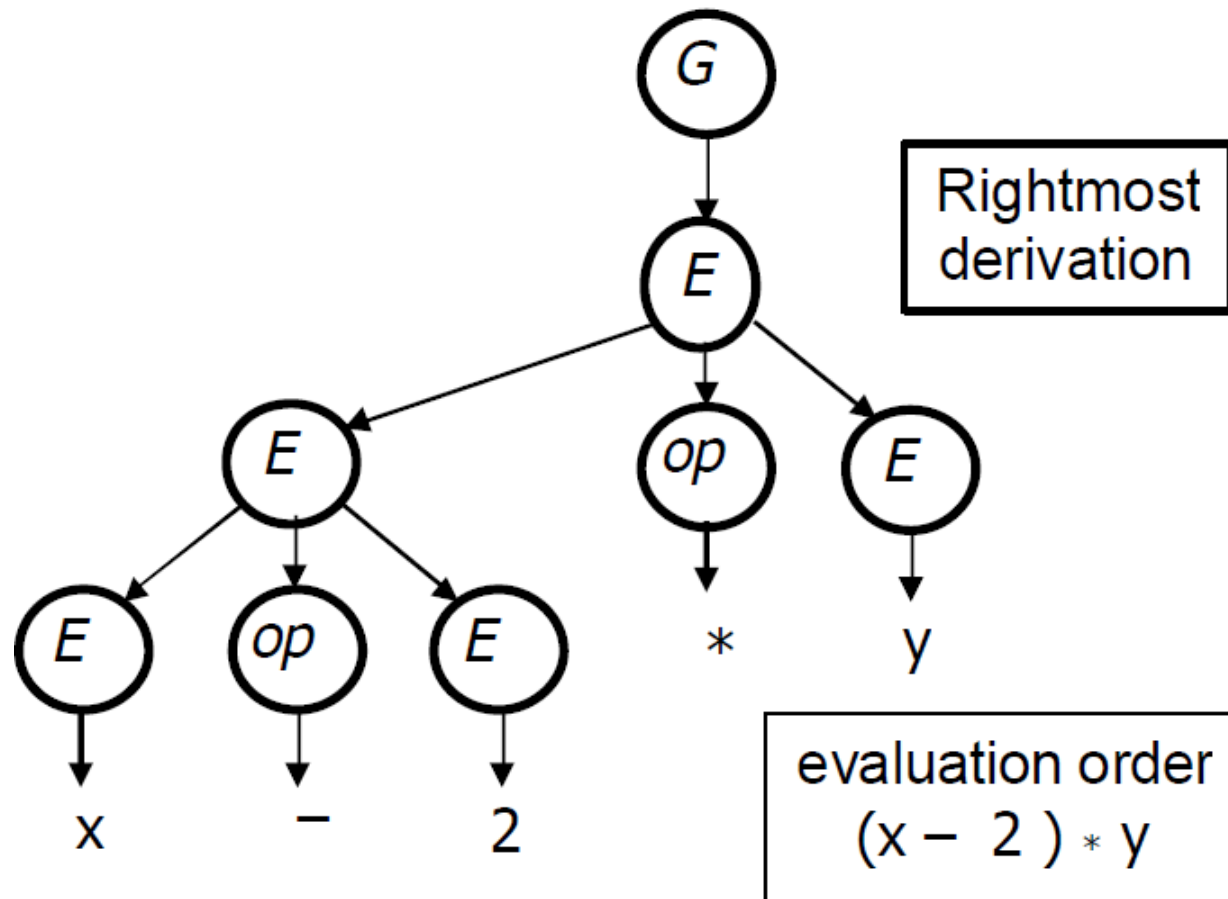 G
Rightmost
derivation
E
E
op
E
E
op
E
*
y
x
–
2
evaluation order
(x – 2 ) * y